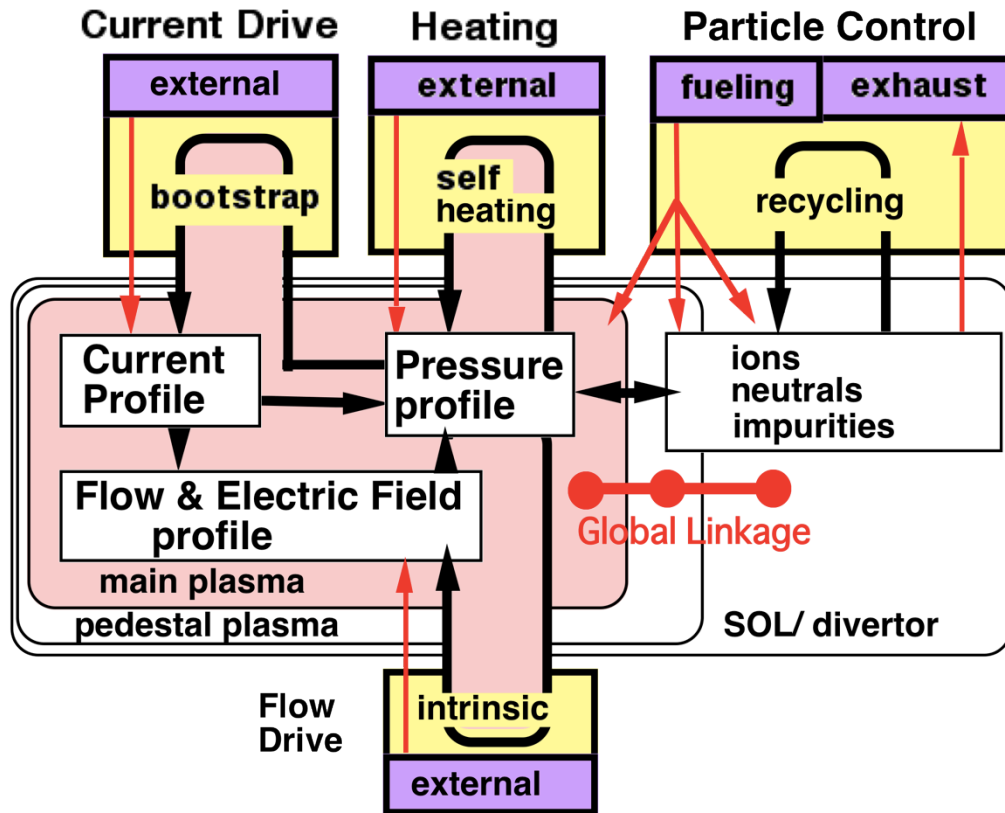 Current Drive
Heating
Particle Control
external
external
fueling
exhaust
bootstrap
self
heating
recycling
Current
Profile
Pressure
profile
ions
neutrals
impurities
Flow & Electric Field
profile
Global Linkage
main plasma
pedestal plasma
SOL/ divertor
Flow
Drive
intrinsic
external